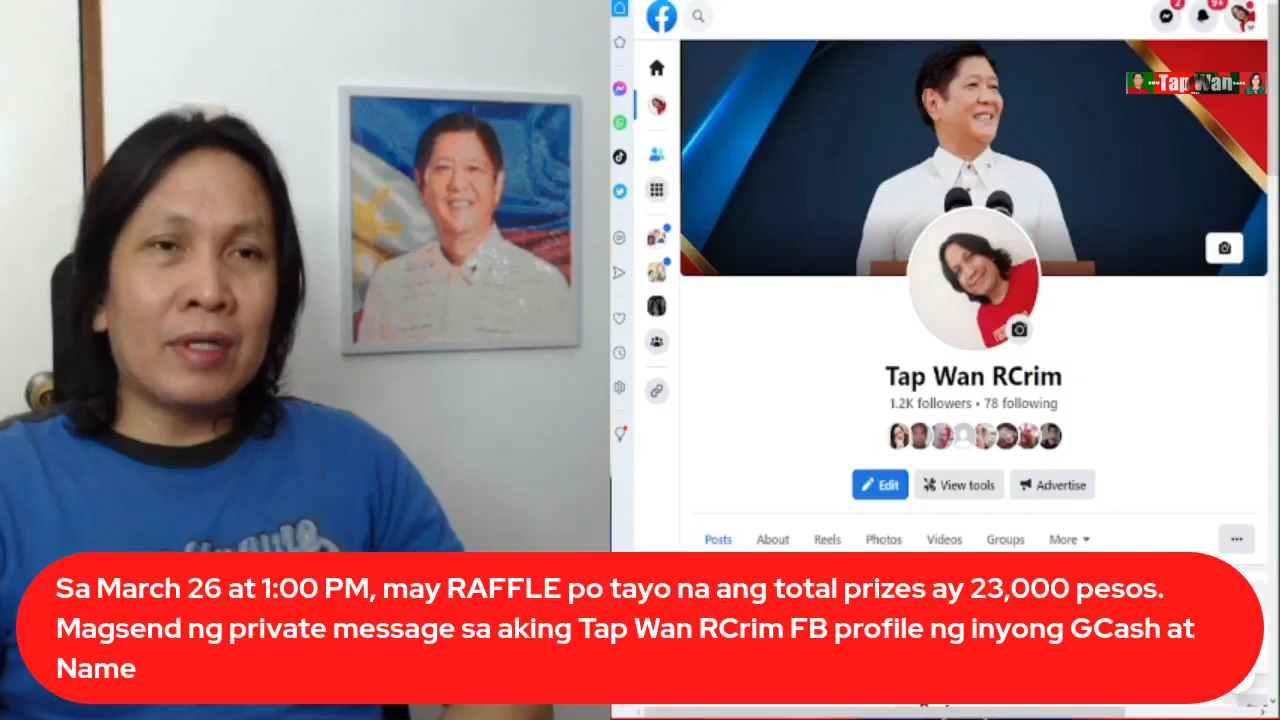 2
9+
Tap Wan
Tap Wan RCrim
1.2K followers • 78 following
Edit
View tools
Advertise
Posts
About
Reels
Photos
Videos
Groups
More
Sa March 26 at 1:00 PM, may RAFFLE po tayo na ang total prizes ay 23,000 pesos.
Magsend ng private message sa aking Tap Wan RCrim FB profile ng inyong GCash at
Name